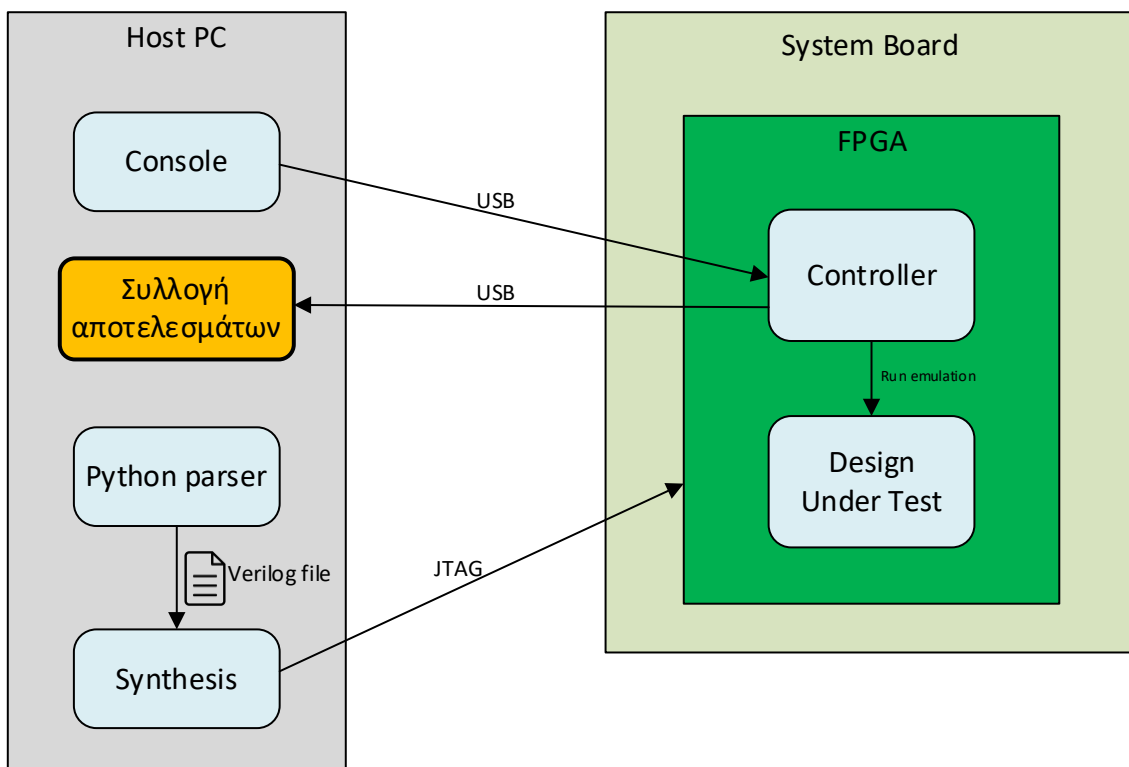 Host PC
Console
Συλλογή
αποτελεσμάτων
Python parser
Verilog file
Synthesis
USB
USB
JTAG
System Board
FPGA
Controller
Run emulation
Design
Under Test